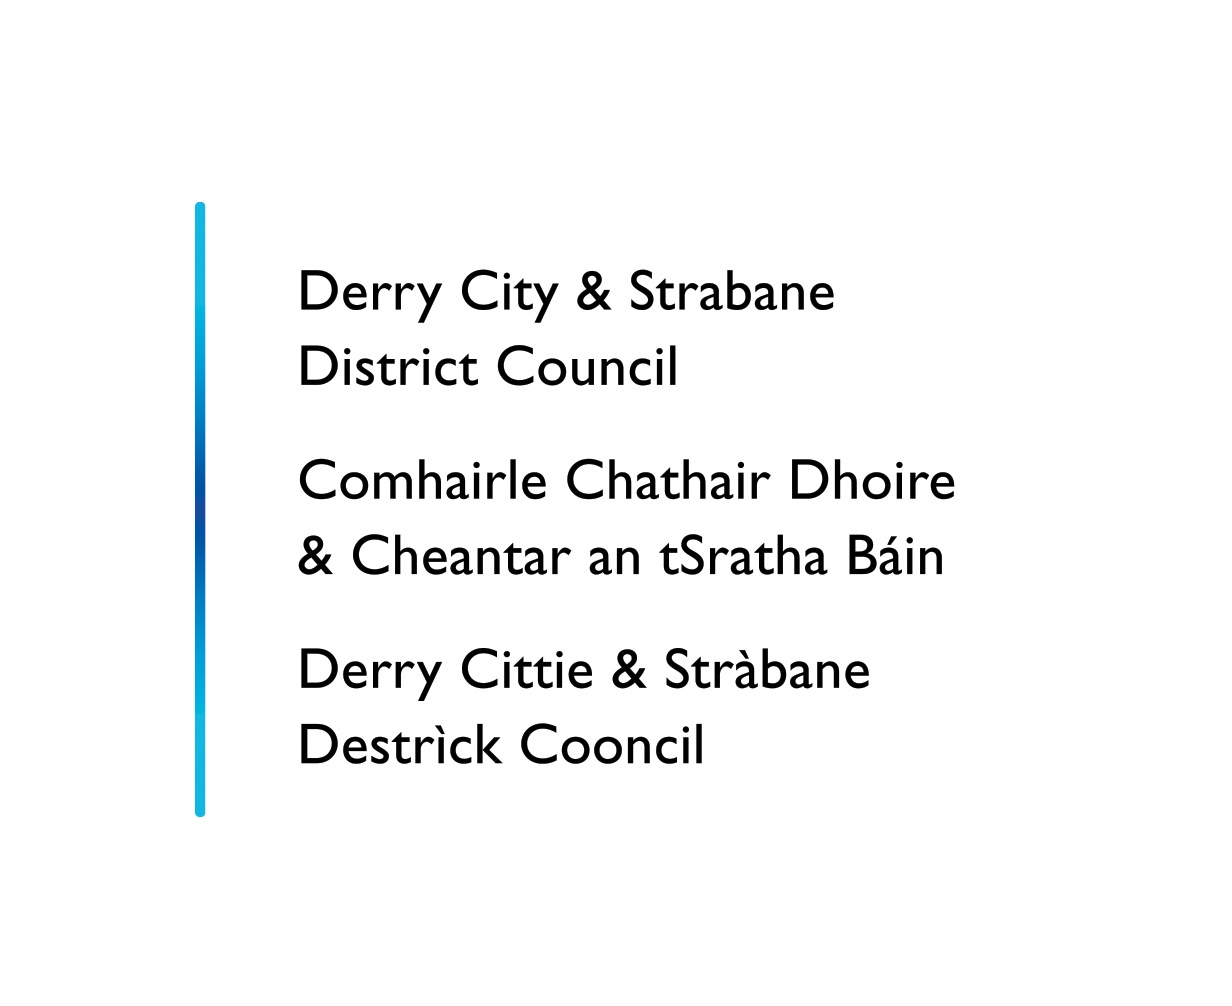 Derry City & Strabane
District Council
Comhairle Chathair Dhoire
& Cheantar an tSratha Báin
Derry Cittie & Stràbane
Destrìck Cooncil